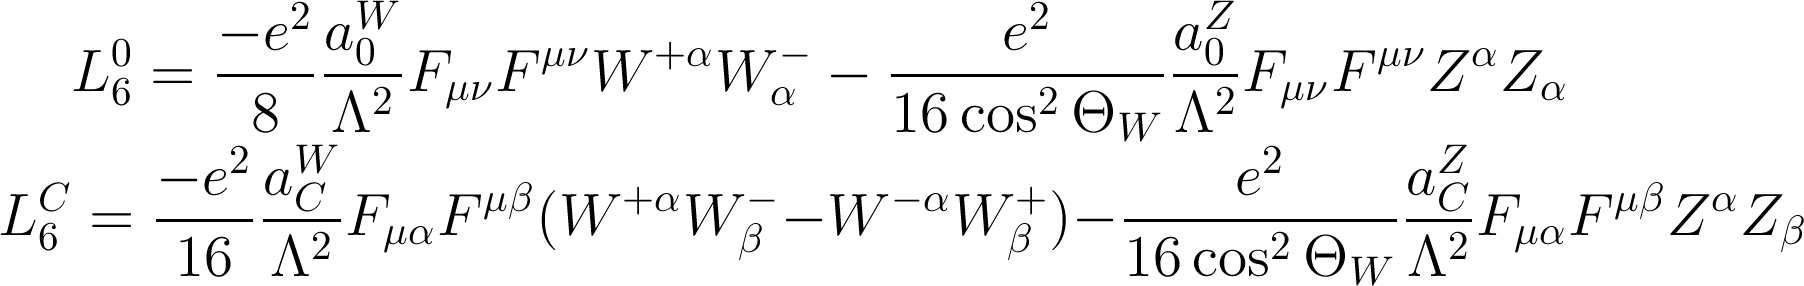 L_6^0 = \frac{-e^2}{8} \frac{a_0^W}{\Lambda^2} F_{\mu\nu} F^{\mu\nu} W^{+\alpha} W_\alpha^- - \frac{e^2}{16 \cos^2 \Theta_W} \frac{a_0^Z}{\Lambda^2} F_{\mu\nu} F^{\mu\nu} Z^\alpha Z_\alpha
L_6^C = \frac{-e^2}{16} \frac{a_C^W}{\Lambda^2} F_{\mu\alpha} F^{\mu\beta} (W^{+\alpha} W_\beta^- - W^{-\alpha} W_\beta^+) - \frac{e^2}{16 \cos^2 \Theta_W} \frac{a_C^Z}{\Lambda^2} F_{\mu\alpha} F^{\mu\beta} Z^\alpha Z_\beta